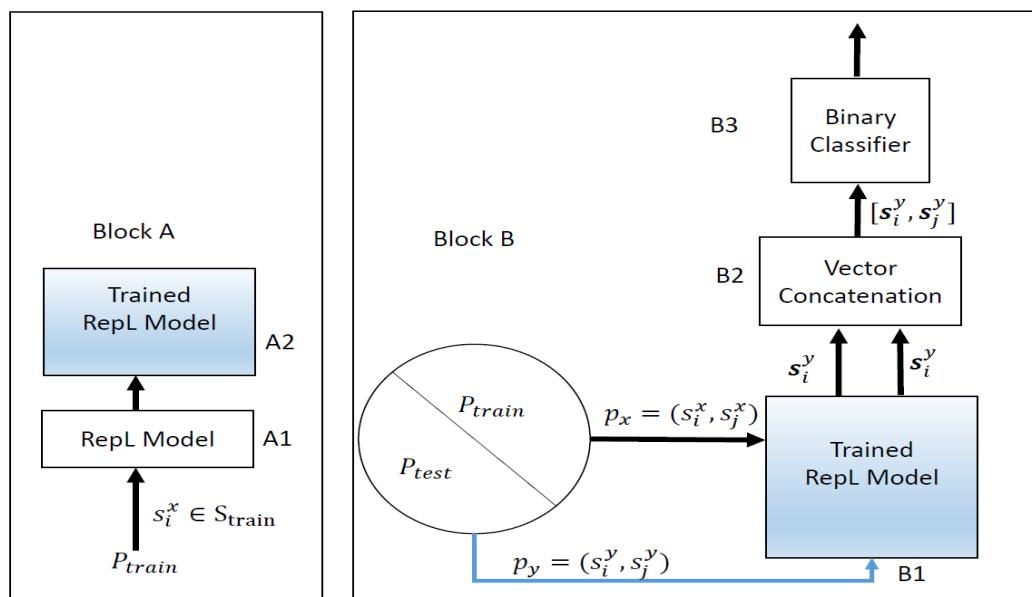 Block A
Trained
RepL Model
A2
RepL Model
A1
s_i^x ∈ S_train
P_train
Block B
B3
Binary
Classifier
[s_i^y, s_j^y]
B2
Vector
Concatenation
s_i^y
s_i^y
P_train
P_test
p_x = (s_i^x, s_j^x)
Trained
RepL Model
p_y = (s_i^y, s_j^y)
B1